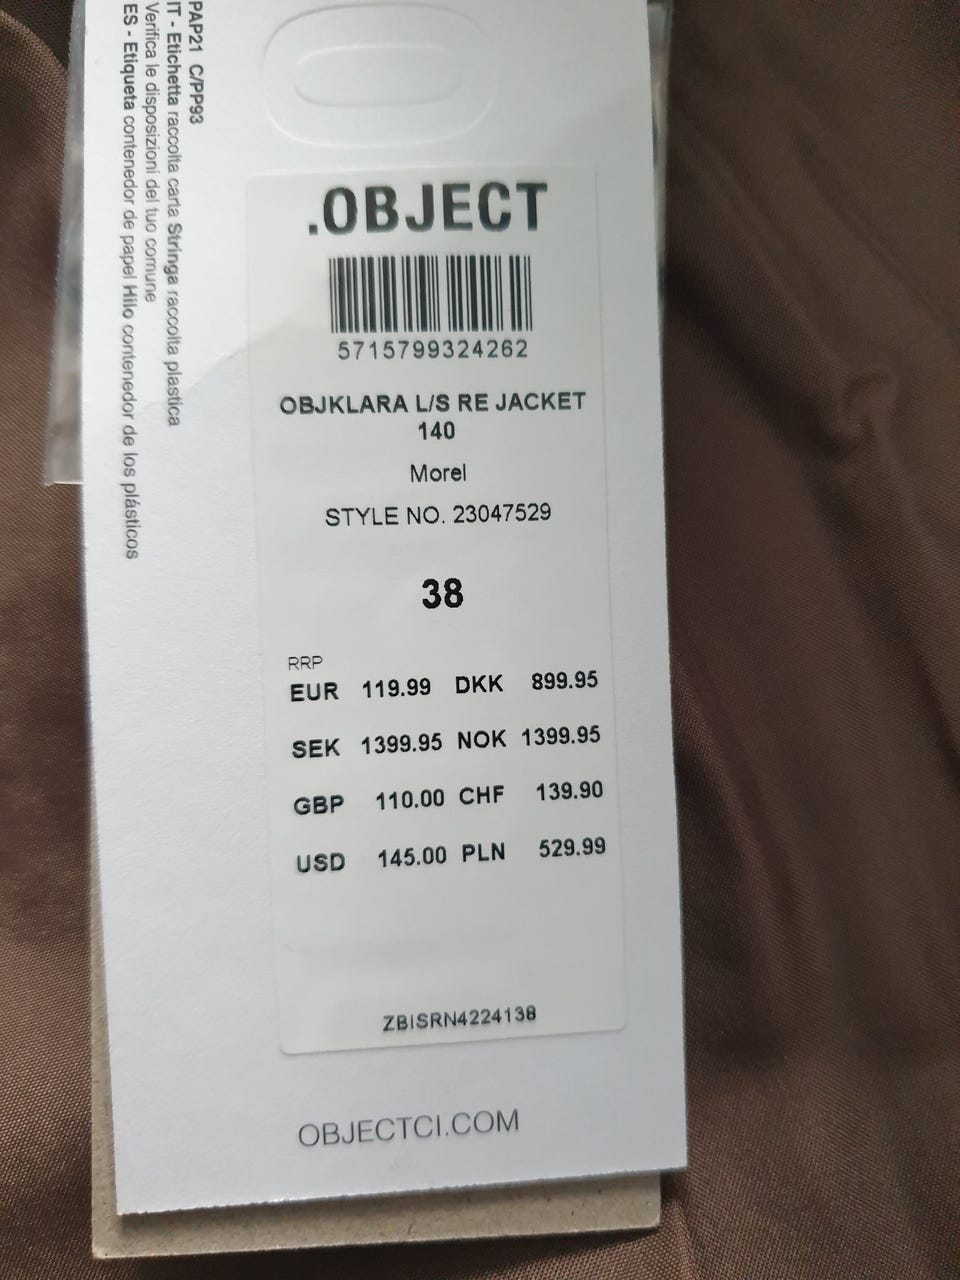 PAP21 C/PP93
IT - Etichetta raccolta carta Stringa raccolta plastica
Verifica le disposizioni del tuo comune
ES - Etiqueta contenedor de papel Hilo contenedor de los plásticos
.OBJECT
5715799324262
OBJKLARA L/S RE JACKET
140
Morel
STYLE NO. 23047529
38
RRP
EUR 119.99 DKK 899.95
SEK 1399.95 NOK 1399.95
GBP 110.00 CHF 139.90
USD 145.00 PLN 529.99
ZBISRN4224138
OBJECTCI.COM